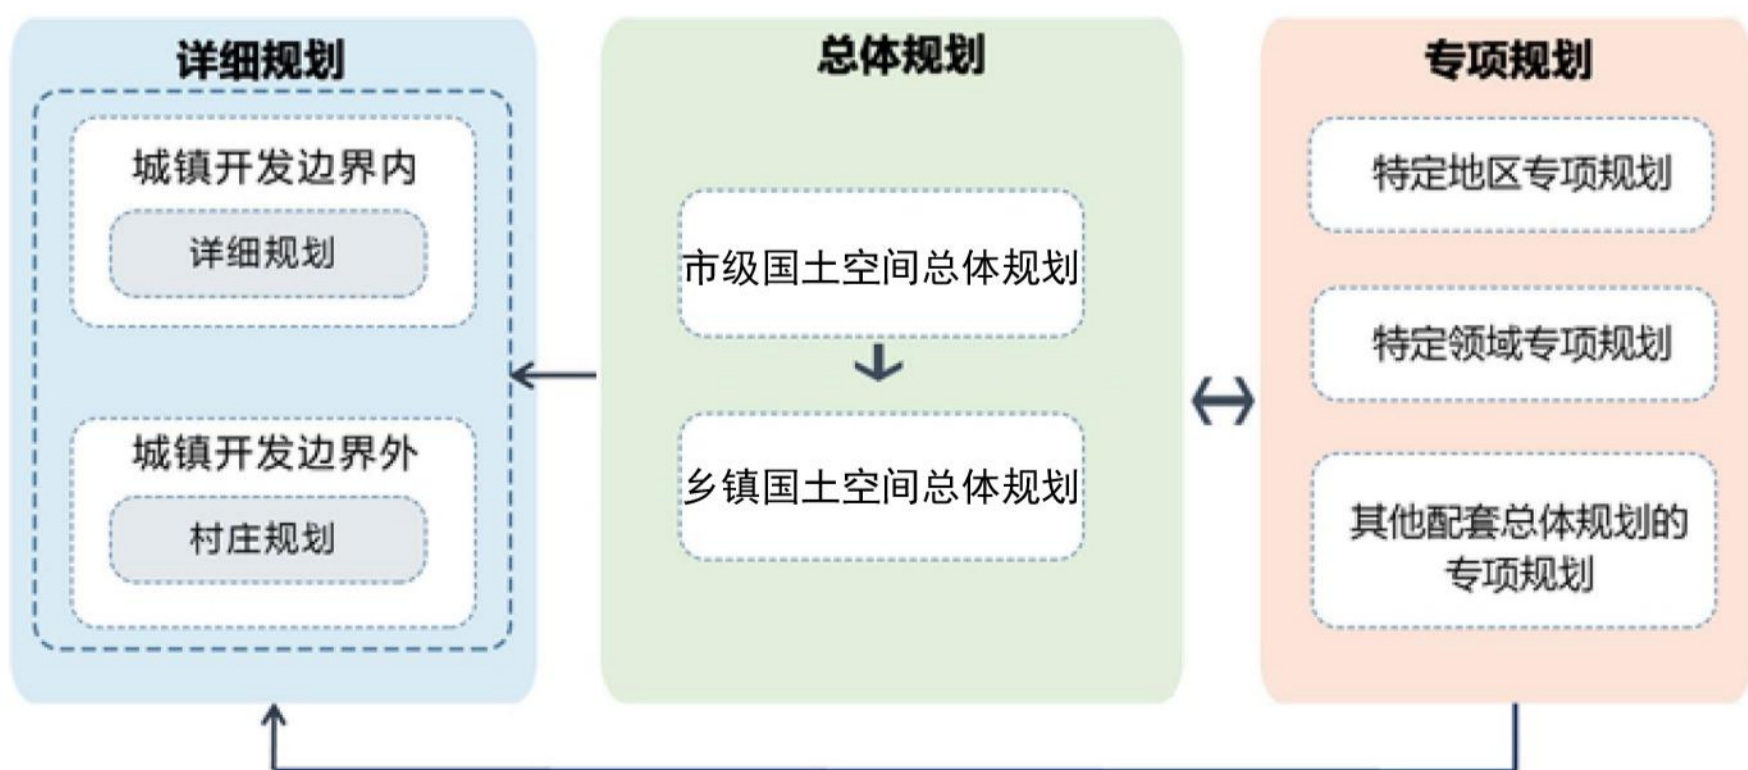 详细规划
城镇开发边界内
详细规划
城镇开发边界外
村庄规划
总体规划
市级国土空间总体规划
乡镇国土空间总体规划
专项规划
特定地区专项规划
特定领域专项规划
其他配套总体规划的
专项规划